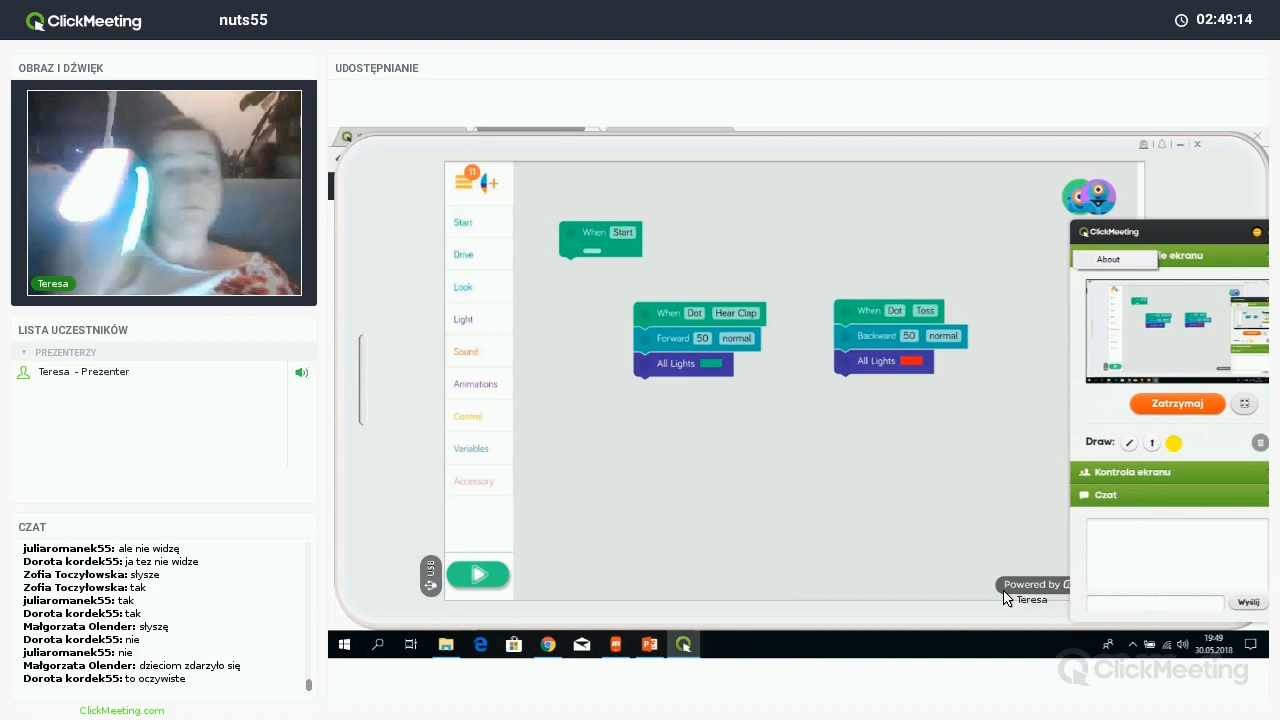 ClickMeeting
nuts55
02:49:14
OBRAZ I DŹWIĘK
Teresa
LISTA UCZESTNIKÓW
PREZENTERZY
Teresa - Prezenter
CZAT
juliaromanek55: ale nie widzę
Dorota kordek55: ja tez nie widze
Zofia Toczyłowska: słysze
Zofia Toczyłowska: tak
juliaromanek55: tak
Dorota kordek55: tak
Małgorzata Olender: słyszę
Dorota kordek55: nie
juliaromanek55: nie
Małgorzata Olender: dzieciom zdarzyło się
Dorota kordek55: to oczywiste
ClickMeeting.com
UDOSTĘPNIANIE
11
Start
Drive
Look
Light
Sound
Animations
Control
Variables
Accessory
When Start
When Dot Hear Clap
Forward 50 normal
All Lights
When Dot Toss
Backward 50 normal
All Lights
USB
Powered by
Teresa
ClickMeeting
About
ie ekranu
Zatrzymaj
Draw:
Kontrola ekranu
Czat
Wyślij
19:49
30.05.2018
ClickMeeting